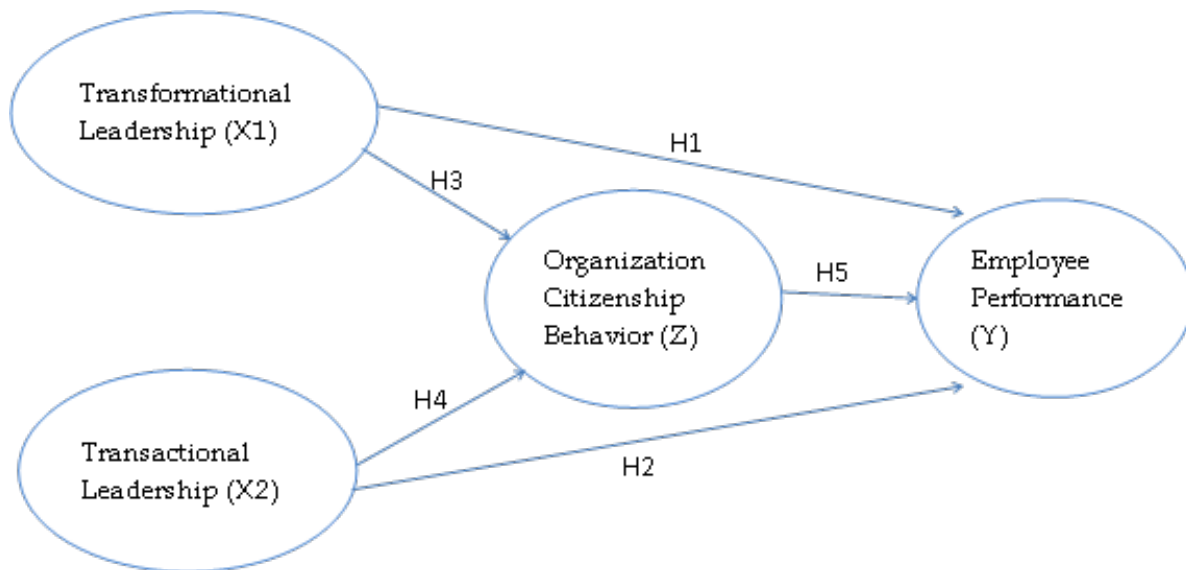 Transformational
Leadership (X1)
H1
H3
Organization
Citizenship
Behavior (Z)
H5
Employee
Performance
(Y)
H4
H2
Transactional
Leadership (X2)